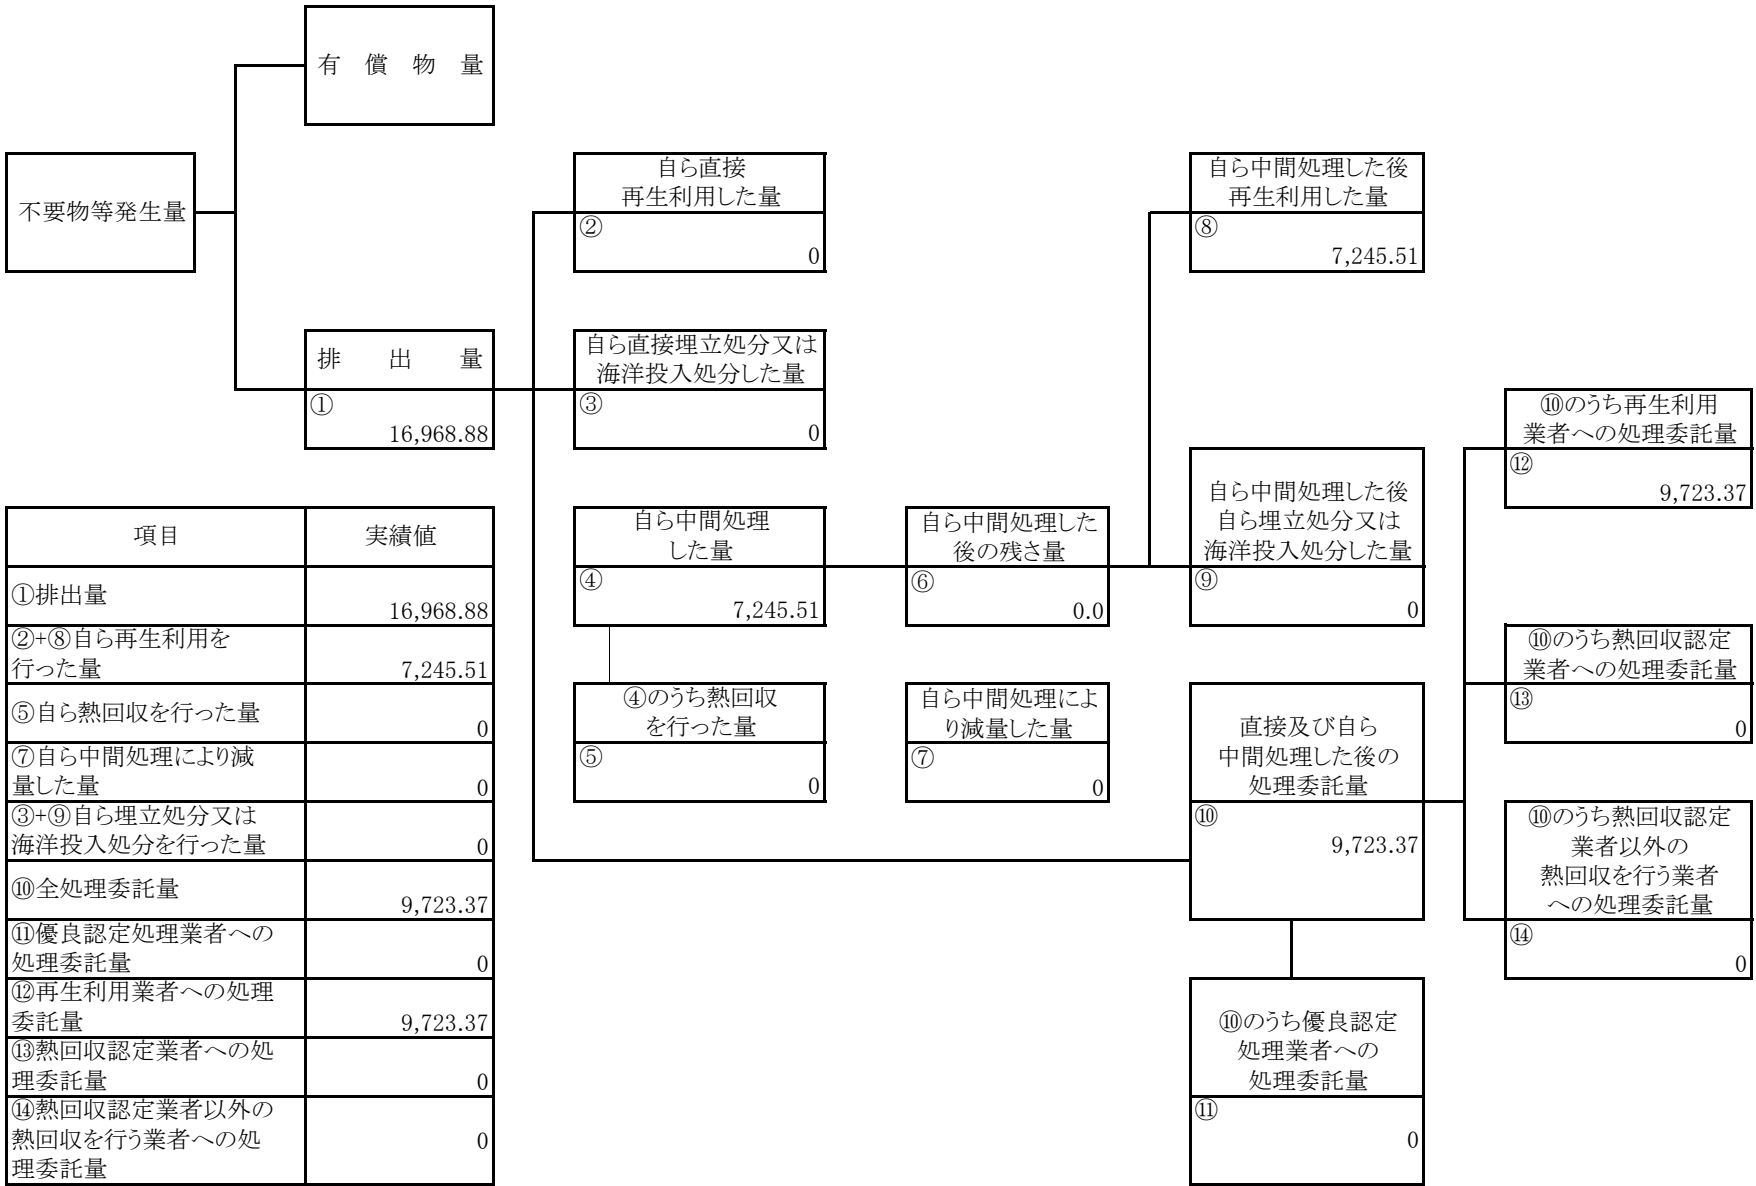 有　償　物　量
不要物等発生量
自ら直接
再生利用した量
②
0
自ら中間処理した後
再生利用した量
⑧
7,245.51
排　出　量
①
16,968.88
自ら直接埋立処分又は
海洋投入処分した量
③
0
⑩のうち再生利用
業者への処理委託量
⑫
9,723.37
自ら中間処理
した量
④
7,245.51
自ら中間処理した
後の残さ量
⑥
0.0
自ら中間処理した後
自ら埋立処分又は
海洋投入処分した量
⑨
0
⑩のうち熱回収認定
業者への処理委託量
⑬
0
④のうち熱回収
を行った量
⑤
0
自ら中間処理によ
り減量した量
⑦
0
直接及び自ら
中間処理した後の
処理委託量
⑩
9,723.37
⑩のうち熱回収認定
業者以外の
熱回収を行う業者
への処理委託量
⑭
0
⑩のうち優良認定
処理業者への
処理委託量
⑪
0
項目　実績値
①排出量
16,968.88
②+⑧自ら再生利用を
行った量　7,245.51
⑤自ら熱回収を行った量
0
⑦自ら中間処理により減
量した量　0
③+⑨自ら埋立処分又は
海洋投入処分を行った量　0
⑩全処理委託量
9,723.37
⑪優良認定処理業者への
処理委託量　0
⑫再生利用業者への処理
委託量　9,723.37
⑬熱回収認定業者への処
理委託量　0
⑭熱回収認定業者以外の
熱回収を行う業者への処　0
理委託量